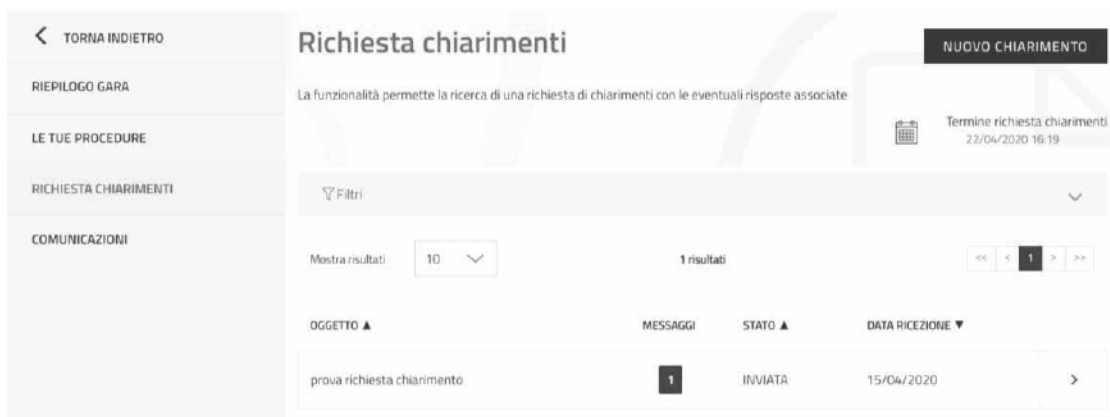 TORNA INDIETRO
RIEPILOGO GARA
LE TUE PROCEDURE
RICHIESTA CHIARIMENTI
COMUNICAZIONI
Richiesta chiarimenti
NUOVO CHIARIMENTO
La funzionalità permette la ricerca di una richiesta di chiarimenti con le eventuali risposte associate
Termine richiesta chiarimenti
22/04/2020 16:19
Filtri
Mostra risultati 10 1 risultati << < 1 > >>
OGGETTO ▲ MESSAGGI STATO ▲ DATA RICEZIONE ▼
prova richiesta chiarimento 1 INVIATA 15/04/2020 >